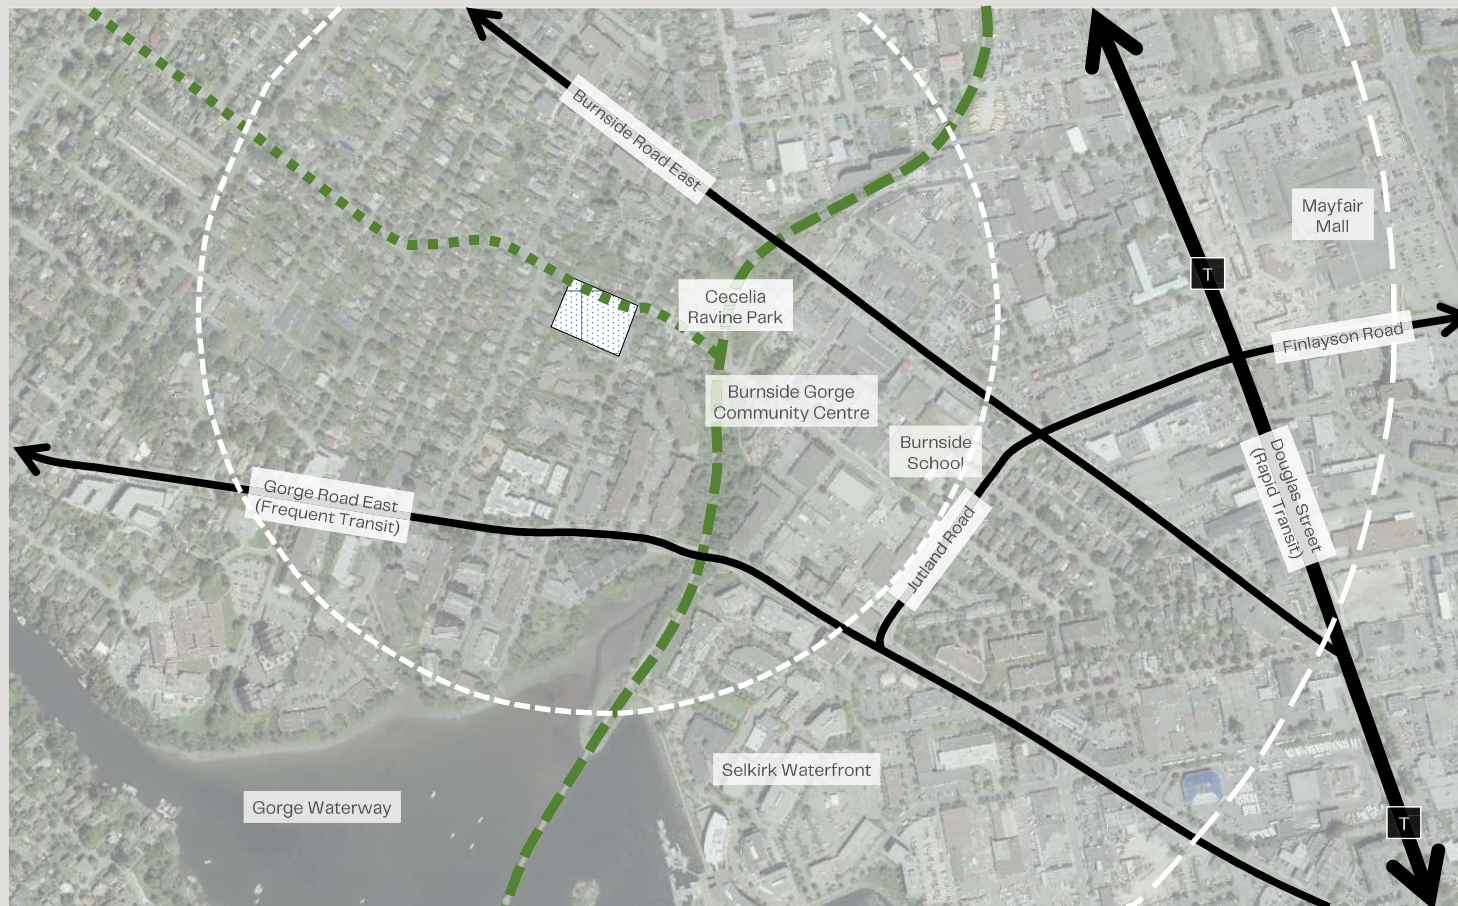 Burnside Road East
Mayfair
Mall
T
Cecelia
Ravine Park
Finlayson Road
Burnside Gorge
Community Centre
Burnside
School
Douglas Street
(Rapid Transit)
Gorge Road East
(Frequent Transit)
Jutland Road
Selkirk Waterfront
Gorge Waterway
T